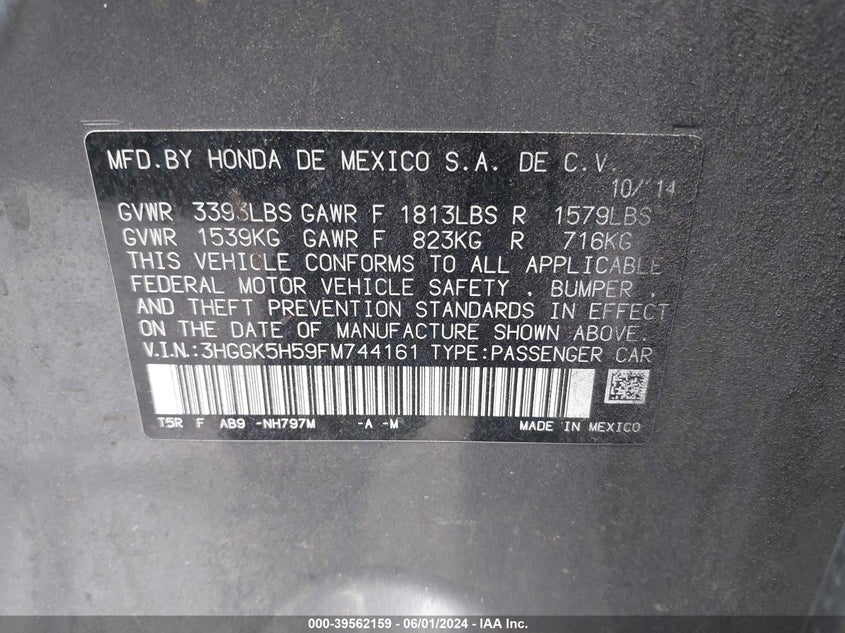 MFD.BY HONDA DE MEXICO S.A. DE C.V.
10/'14
GVWR 3393LBS GAWR F 1813LBS R 1579LBS
GVWR 1539KG GAWR F 823KG R 716KG
THIS VEHICLE CONFORMS TO ALL APPLICABLE
FEDERAL MOTOR VEHICLE SAFETY , BUMPER ,
AND THEFT PREVENTION STANDARDS IN EFFECT
ON THE DATE OF MANUFACTURE SHOWN ABOVE.
V.I.N.:3HGGK5H59FM744161 TYPE:PASSENGER CAR
T5R F AB9 -NH797M -A -M MADE IN MEXICO
000-39562159 | 06/01/2024 | IAA Inc.